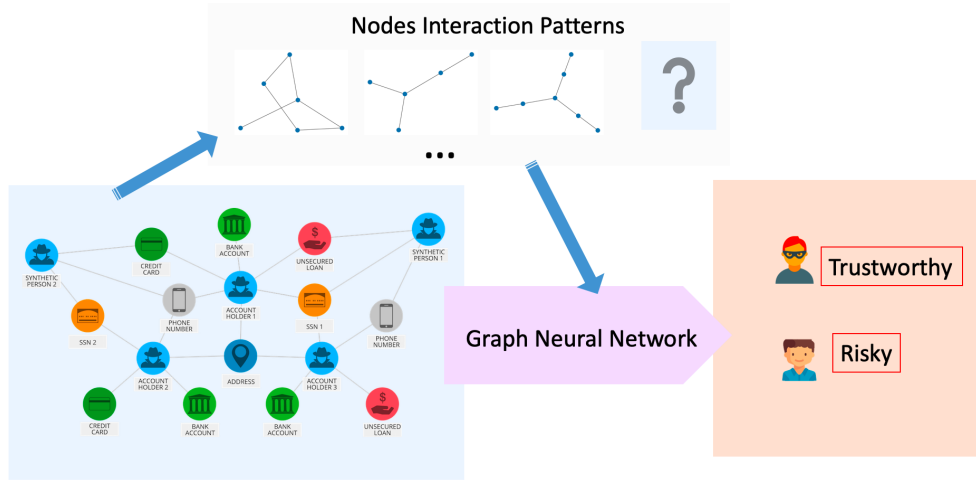 Nodes Interaction Patterns
?
...
BANK
ACCOUNT
UNSECURED
LOAN
SYNTHETIC
PERSON 1
SYNTHETIC
PERSON 2
CREDIT
CARD
$
ACCOUNT
HOLDER 1
PHONE
NUMBER
SSN 1
SSN 2
PHONE
NUMBER
ACCOUNT
HOLDER 2
ADDRESS
ACCOUNT
HOLDER 3
CREDIT
CARD
BANK
ACCOUNT
BANK
ACCOUNT
$
UNSECURED
LOAN
Graph Neural Network
Trustworthy
Risky